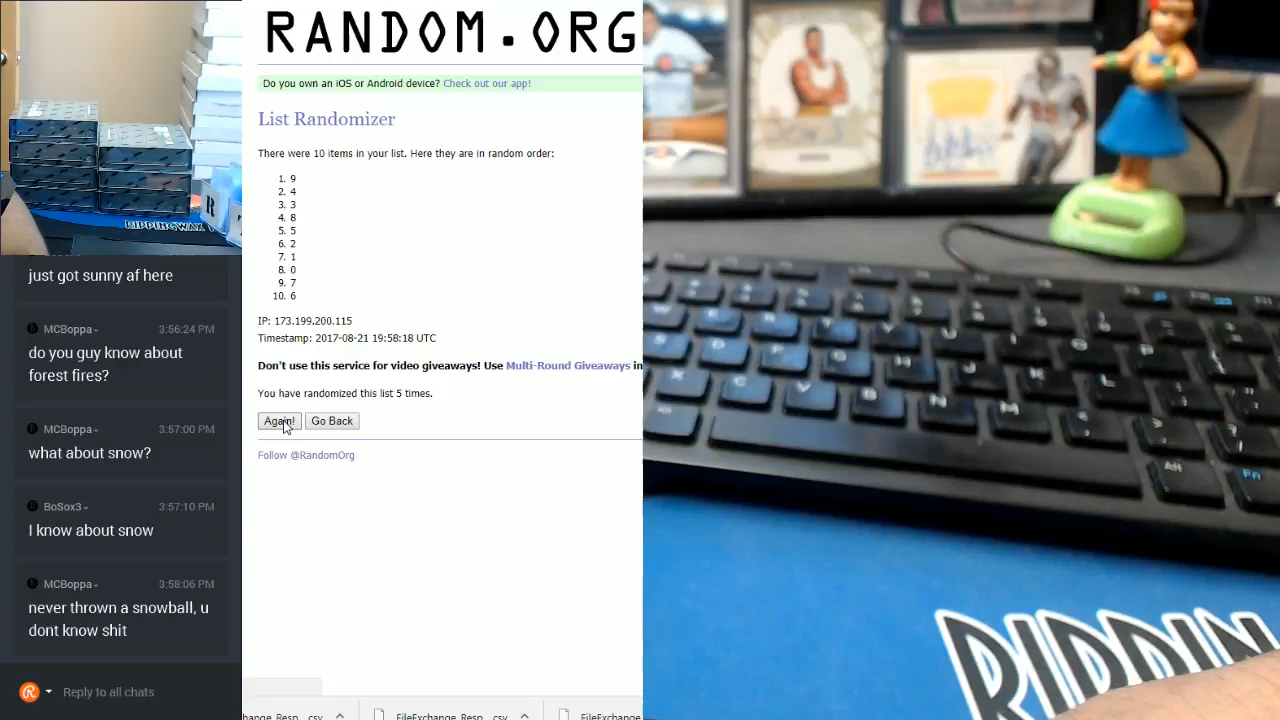 RIPPINGWAX
just got sunny af here
MCBoppa 3:56:24 PM
do you guy know about
forest fires?
MCBoppa 3:57:00 PM
what about snow?
BoSox3 3:57:10 PM
I know about snow
MCBoppa 3:58:06 PM
never thrown a snowball, u
dont know shit
Reply to all chats
RANDOM.ORG
Do you own an iOS or Android device? Check out our app!
List Randomizer
There were 10 items in your list. Here they are in random order:
1. 9
2. 4
3. 3
4. 8
5. 5
6. 2
7. 1
8. 0
9. 7
10. 6
IP: 173.199.200.115
Timestamp: 2017-08-21 19:58:18 UTC
Don't use this service for video giveaways! Use Multi-Round Giveaways in
You have randomized this list 5 times.
Again! Go Back
Follow @RandomOrg
hange_Resp....csv FileExchange_Resp....csv FileExchang
RIPPIN